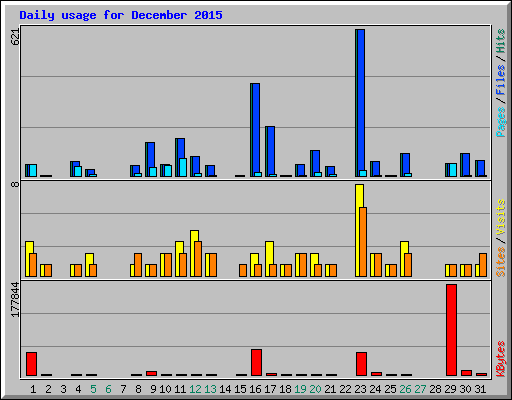 Daily usage for December 2015
621
8
177844
Pages / Files / Hits
Sites / Visits
KBytes
1 2 3 4 5 6 7 8 9 10 11 12 13 14 15 16 17 18 19 20 21 22 23 24 25 26 27 28 29 30 31